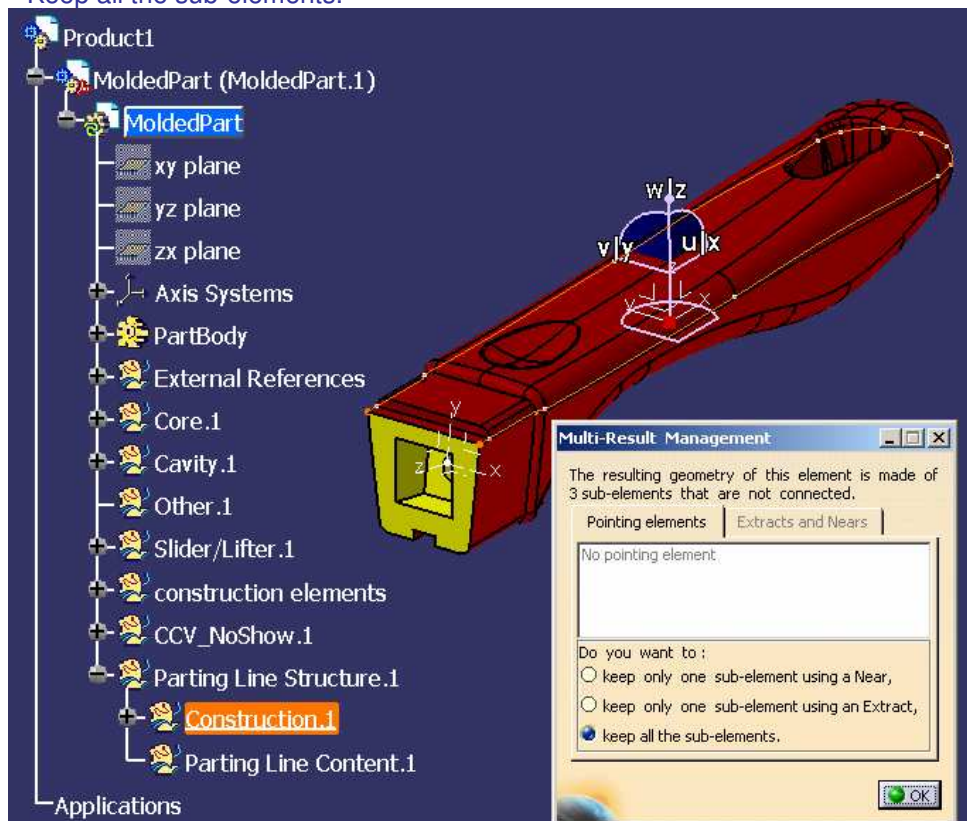 Keep all the sub-elements.
Product1
MoldedPart (MoldedPart.1)
MoldedPart
xy plane
yz plane
zx plane
Axis Systems
PartBody
External References
Core.1
Cavity.1
Other.1
Slider/Lifter.1
construction elements
CCV_NoShow.1
Parting Line Structure.1
Construction.1
Parting Line Content.1
Applications
w|z
v|y
u|x
z
y
x
y
z
x
Multi-Result Management
The resulting geometry of this element is made of
3 sub-elements that are not connected.
Pointing elements
Extracts and Nears
No pointing element
Do you want to :
keep only one sub-element using a Near,
keep only one sub-element using an Extract,
keep all the sub-elements.
OK